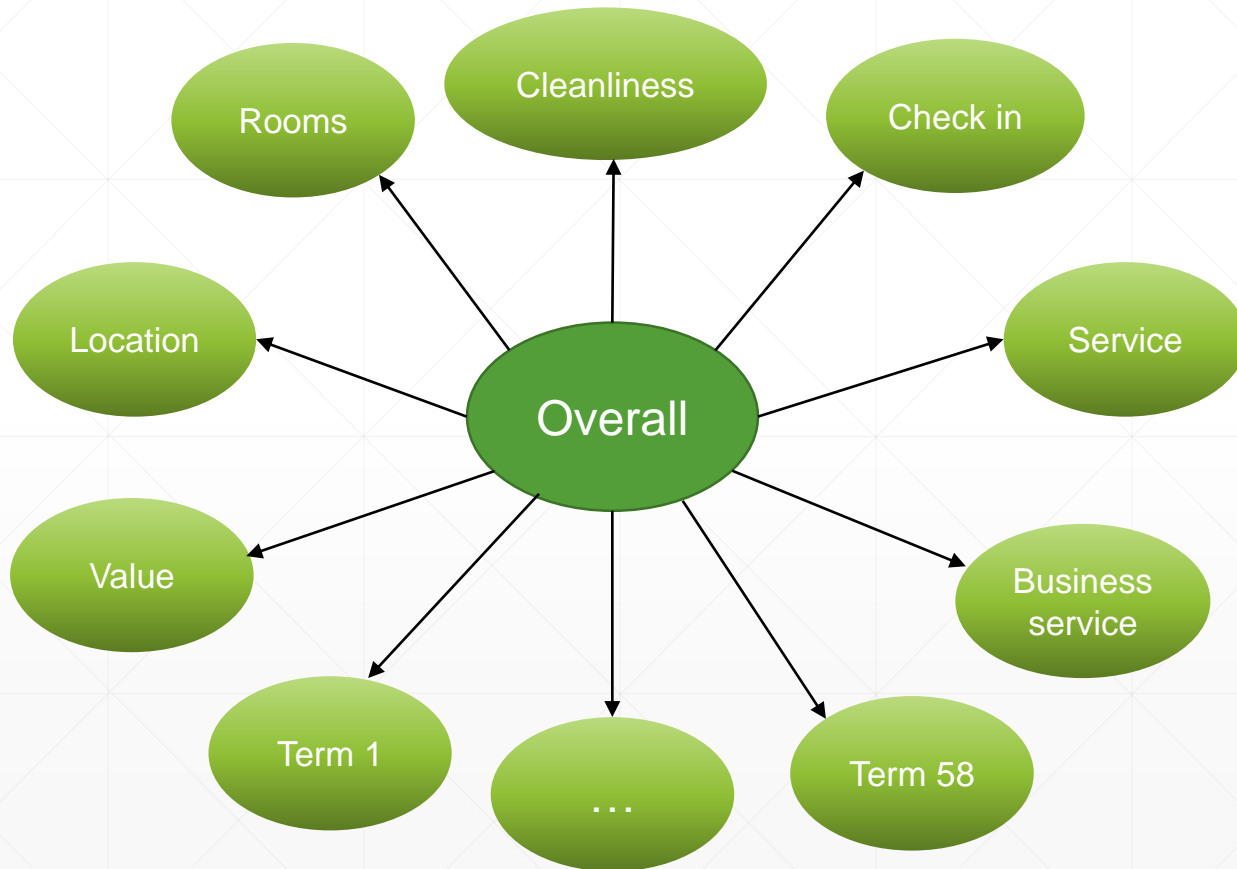 Cleanliness
Rooms
Check in
Location
Service
Overall
Value
Business
service
Term 1
...
Term 58